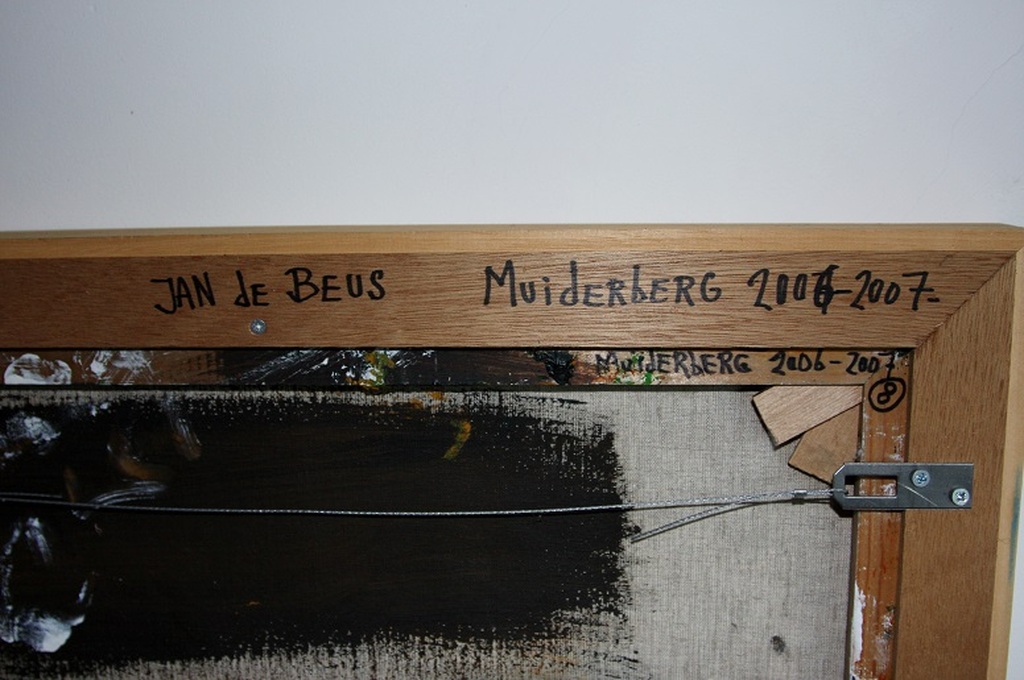 JAN de BEUS MuiderbERG 2006-2007-
MuiderbERG 2006-2007
8